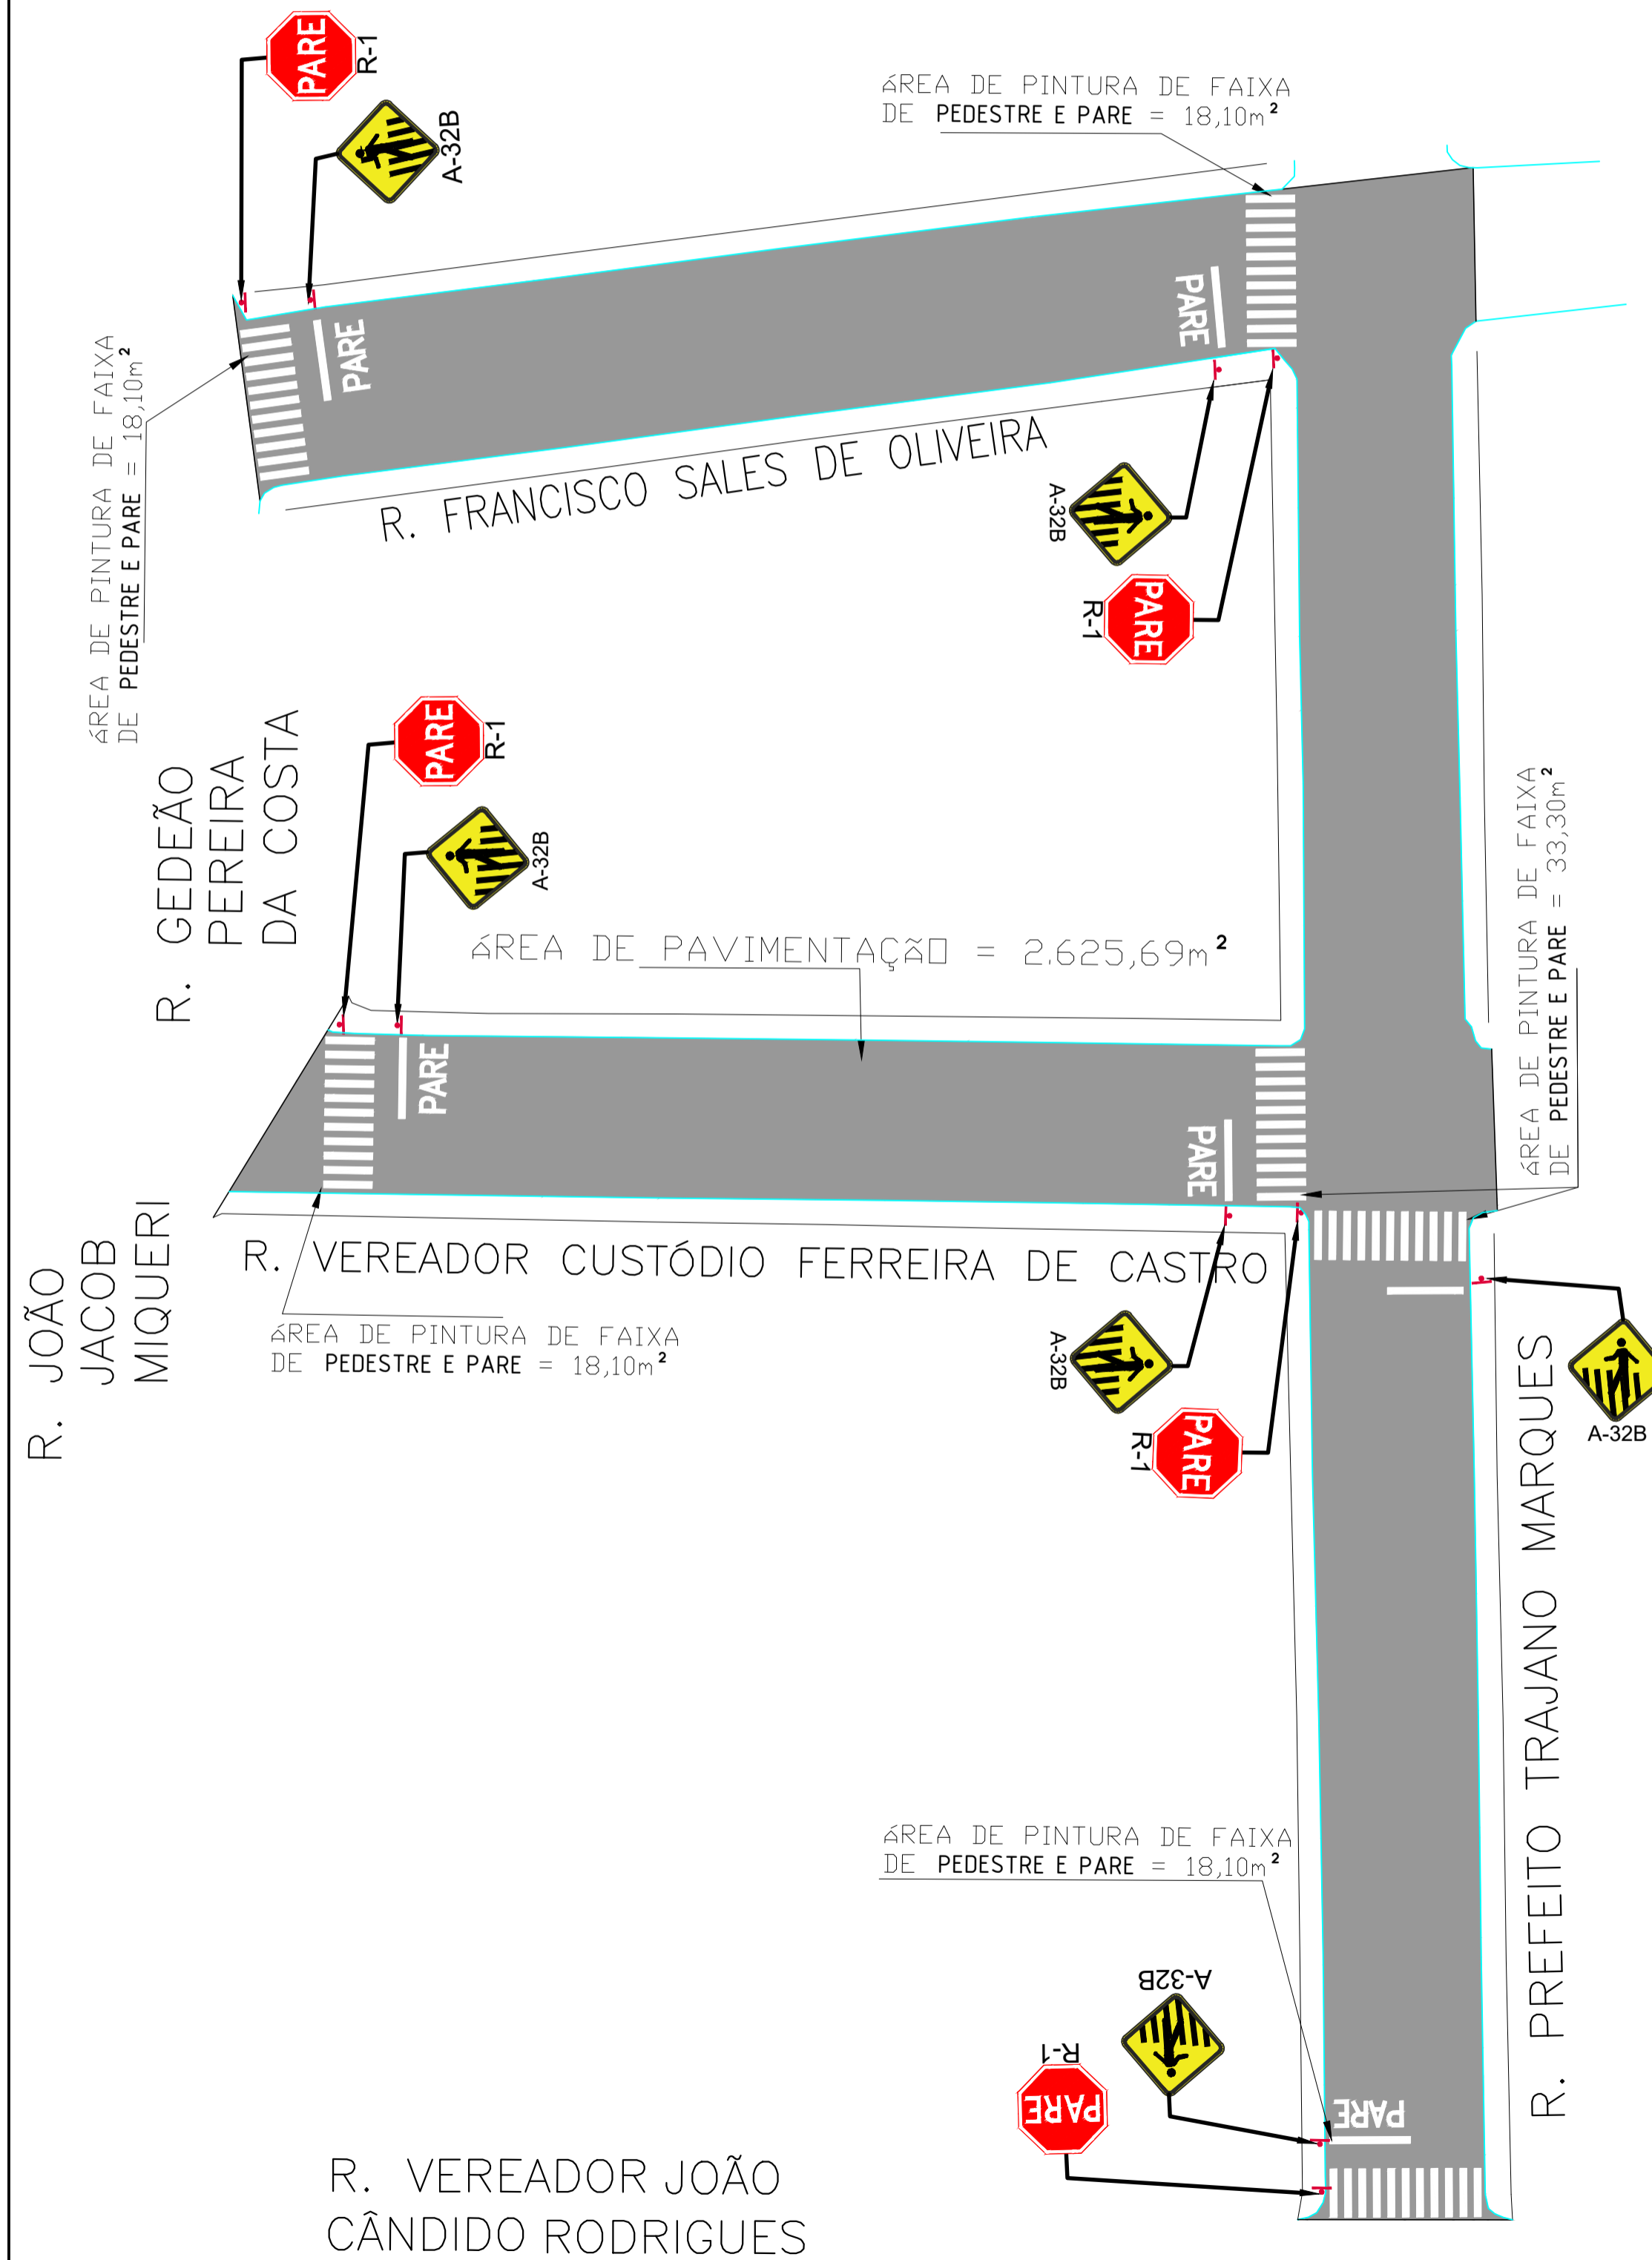 PARE
R-1
A-32B
ÁREA DE PINTURA DE FAIXA
DE PEDESTRE E PARE = 18,10m²
ÁREA DE PINTURA DE FAIXA
DE PEDESTRE E PARE = 18,10m²
PARE
PARE
R. FRANCISCO SALES DE OLIVEIRA
A-32B
PARE
R-1
R. GEDEÃO
PEREIRA
DA COSTA
PARE
R-1
A-32B
ÁREA DE PAVIMENTAÇÃO = 2.625,69m²
ÁREA DE PINTURA DE FAIXA
DE PEDESTRE E PARE = 33,30m²
PARE
PARE
R. JOÃO
JACOB
MIQUERI
R. VEREADOR CUSTÓDIO FERREIRA DE CASTRO
ÁREA DE PINTURA DE FAIXA
DE PEDESTRE E PARE = 18,10m²
A-32B
PARE
R-1
A-32B
R. PREFEITO TRAJANO MARQUES
ÁREA DE PINTURA DE FAIXA
DE PEDESTRE E PARE = 18,10m²
A-32B
R-1
PARE
PARE
R. VEREADOR JOÃO
CÂNDIDO RODRIGUES